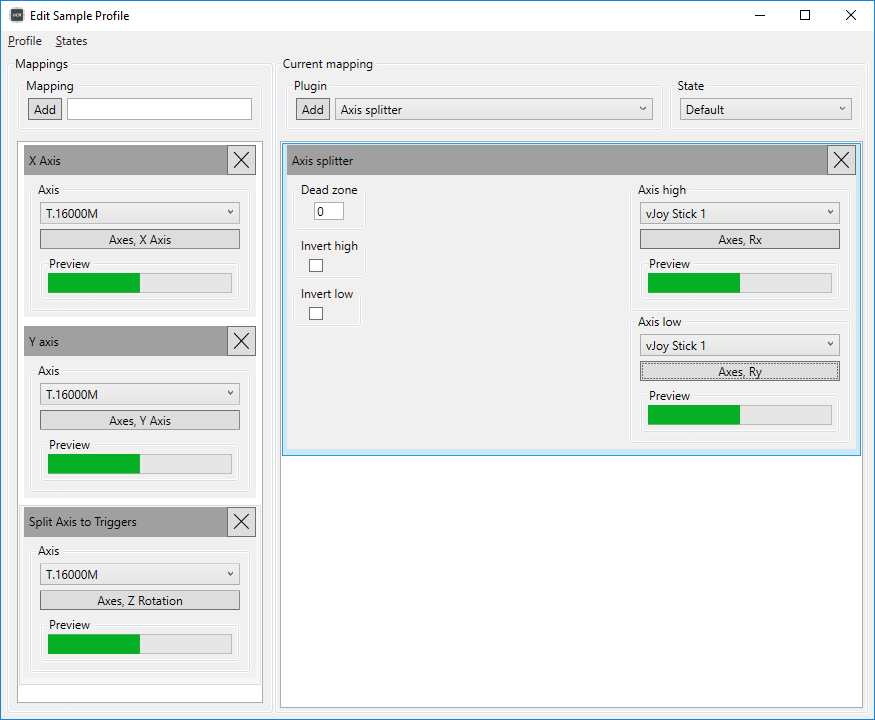 UCR Edit Sample Profile
Profile States
Mappings
Mapping
Add
X Axis
Axis
T.16000M
Axes, X Axis
Preview
Y axis
Axis
T.16000M
Axes, Y Axis
Preview
Split Axis to Triggers
Axis
T.16000M
Axes, Z Rotation
Preview
Current mapping
Plugin
Add Axis splitter
State
Default
Axis splitter
Dead zone
0
Invert high
Invert low
Axis high
vJoy Stick 1
Axes, Rx
Preview
Axis low
vJoy Stick 1
Axes, Ry
Preview